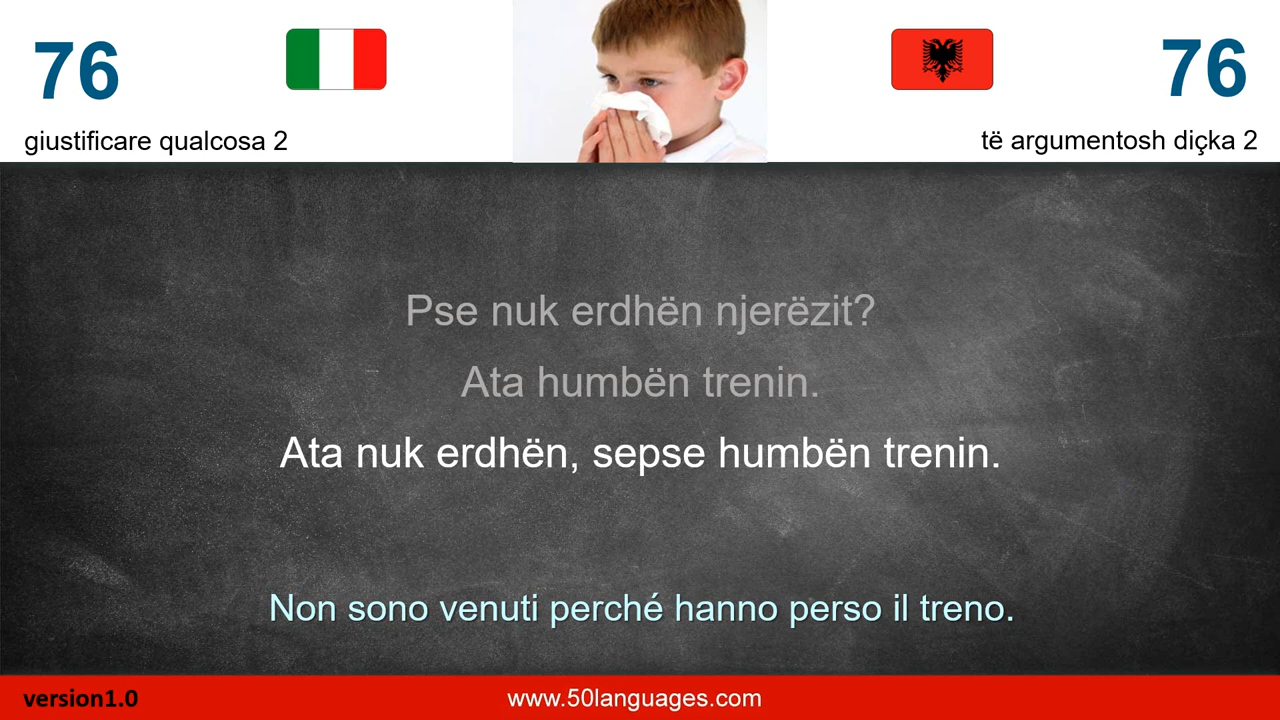 76
76
giustificare qualcosa 2
të argumentosh diçka 2
Pse nuk erdhën njerëzit?
Ata humbën trenin.
Ata nuk erdhën, sepse humbën trenin.
Non sono venuti perché hanno perso il treno.
version1.0
www.50languages.com